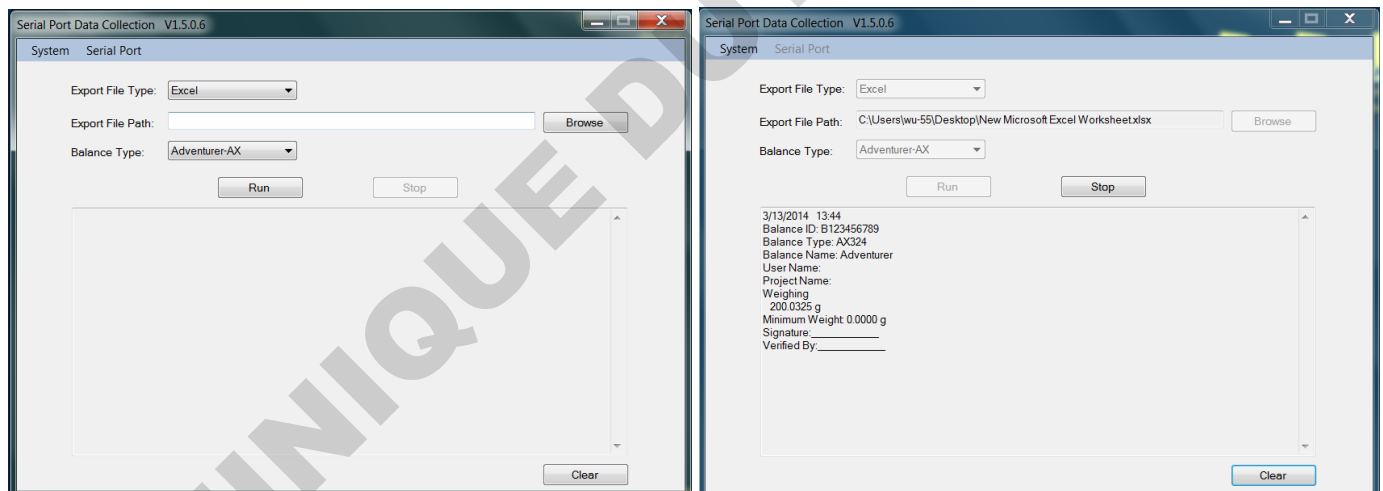 Serial Port Data Collection V1.5.0.6
System Serial Port
Export File Type: Excel
Export File Path:
Browse
Balance Type: Adventurer-AX
Run Stop
Clear
Serial Port Data Collection V1.5.0.6
System Serial Port
Export File Type: Excel
Export File Path: C:\Users\wu-55\Desktop\New Microsoft Excel Worksheet.xlsx Browse
Balance Type: Adventurer-AX
Run Stop
3/13/2014 13:44
Balance ID: B123456789
Balance Type: AX324
Balance Name: Adventurer
User Name:
Project Name:
Weighing
200.0325 g
Minimum Weight: 0.0000 g
Signature:___________
Verified By:___________
Clear
UNIQUE